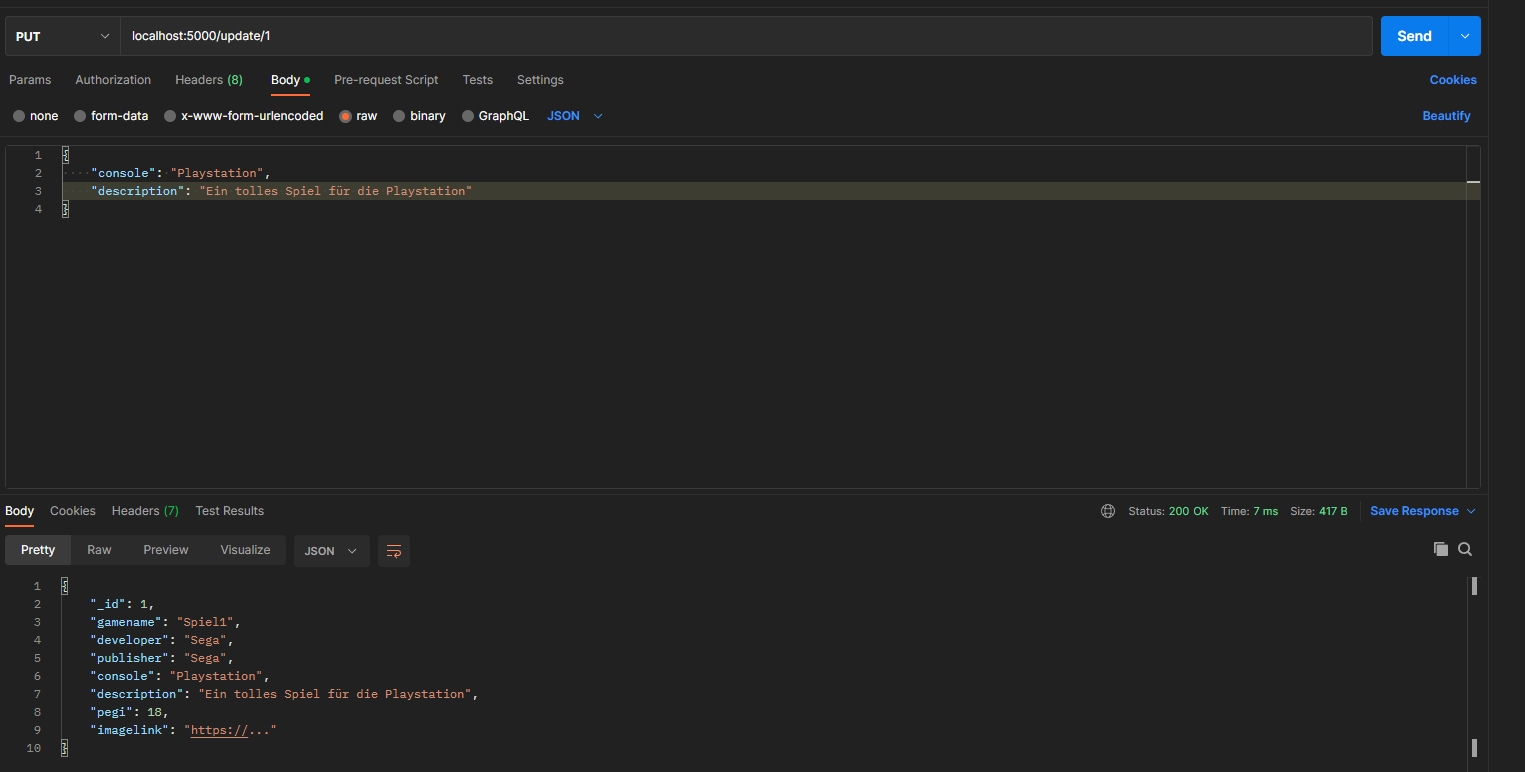 PUT localhost:5000/update/1 Send
Params Authorization Headers (8) Body Pre-request Script Tests Settings Cookies
none form-data x-www-form-urlencoded raw binary GraphQL JSON Beautify
1 {
2 "console": "Playstation",
3 "description": "Ein tolles Spiel für die Playstation"
4 }
Body Cookies Headers (7) Test Results Status: 200 OK Time: 7 ms Size: 417 B Save Response
Pretty Raw Preview Visualize JSON
1 {
2 "_id": 1,
3 "gamename": "Spiel1",
4 "developer": "Sega",
5 "publisher": "Sega",
6 "console": "Playstation",
7 "description": "Ein tolles Spiel für die Playstation",
8 "pegi": 18,
9 "imagelink": "https://..."
10 }